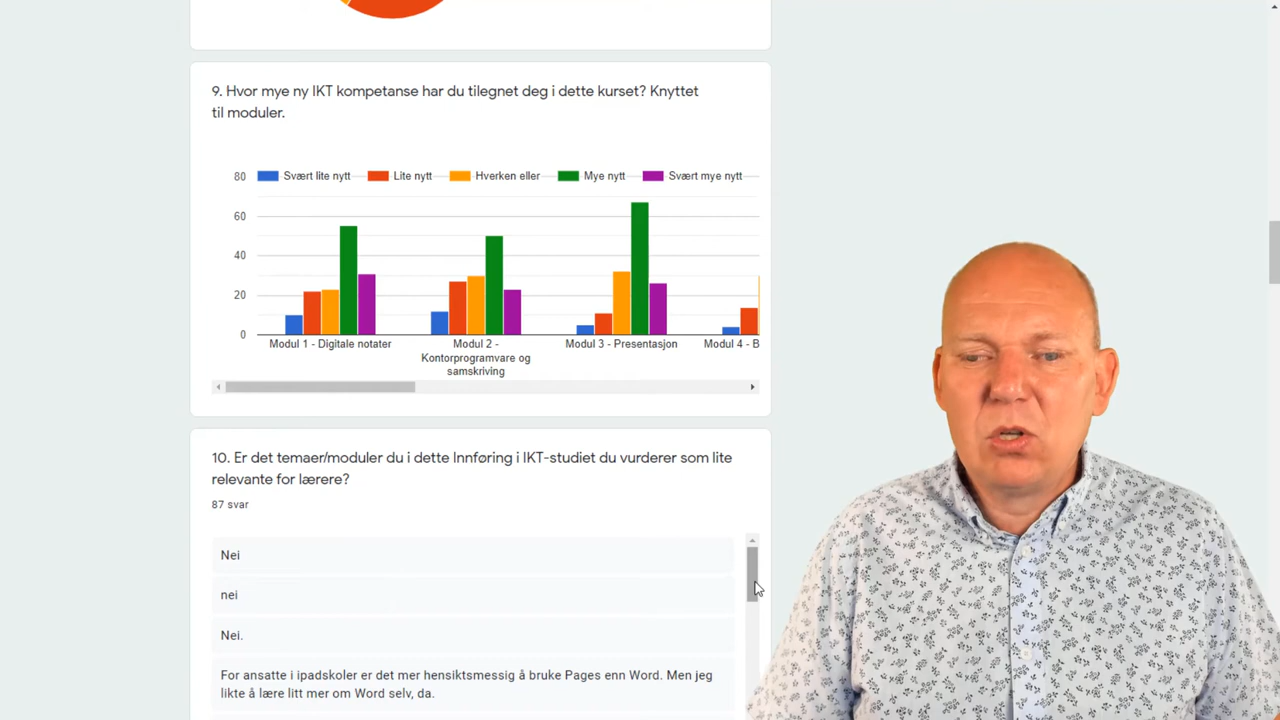 9. Hvor mye ny IKT kompetanse har du tilegnet deg i dette kurset? Knyttet
til moduler.
80
Svært lite nytt
Lite nytt
Hverken eller
Mye nytt
Svært mye nytt
60
40
20
0
Modul 1 - Digitale notater
Modul 2 -
Kontorprogramvare og
samskriving
Modul 3 - Presentasjon
Modul 4 - B
10. Er det temaer/moduler du i dette Innføring i IKT-studiet du vurderer som lite
relevante for lærere?
87 svar
Nei
nei
Nei.
For ansatte i ipadskoler er det mer hensiktsmessig å bruke Pages enn Word. Men jeg
likte å lære litt mer om Word selv, da.